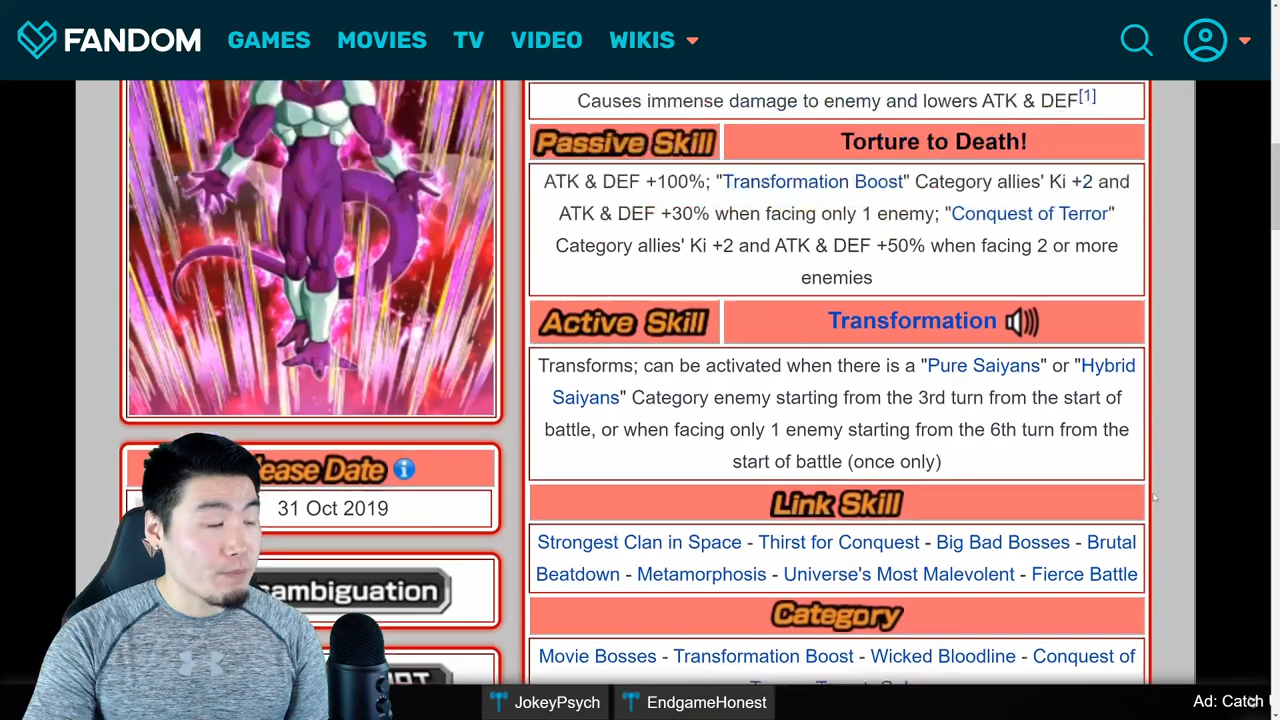 FANDOM GAMES MOVIES TV VIDEO WIKIS
Causes immense damage to enemy and lowers ATK & DEF[1]
Passive Skill Torture to Death!
ATK & DEF +100%; "Transformation Boost" Category allies' Ki +2 and
ATK & DEF +30% when facing only 1 enemy; "Conquest of Terror"
Category allies' Ki +2 and ATK & DEF +50% when facing 2 or more
enemies
Active Skill Transformation
Transforms; can be activated when there is a "Pure Saiyans" or "Hybrid
Saiyans" Category enemy starting from the 3rd turn from the start of
battle, or when facing only 1 enemy starting from the 6th turn from the
start of battle (once only)
Link Skill
Strongest Clan in Space - Thirst for Conquest - Big Bad Bosses - Brutal
Beatdown - Metamorphosis - Universe's Most Malevolent - Fierce Battle
Category
Movie Bosses - Transformation Boost - Wicked Bloodline - Conquest of
ease Date
31 Oct 2019
ambiguation
JokeyPsych EndgameHonest Ad: Catch